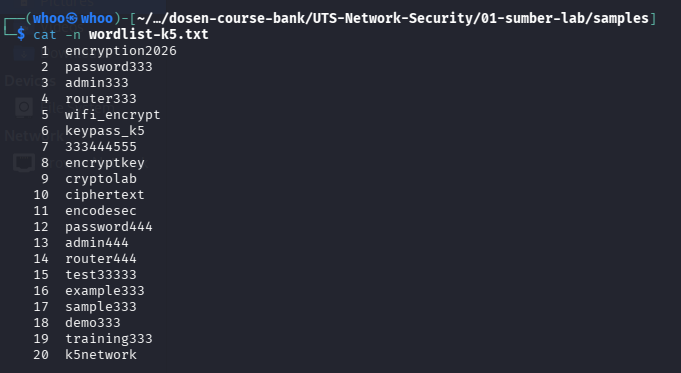 ┌──(whoo㉿whoo)-[~/…/dosen-course-bank/UTS-Network-Security/01-sumber-lab/samples]
└─$ cat -n wordlist-k5.txt
     1  encryption2026
     2  password333
     3  admin333
     4  router333
     5  wifi_encrypt
     6  keypass_k5
     7  333444555
     8  encryptkey
     9  cryptolab
    10  ciphertext
    11  encodesec
    12  password444
    13  admin444
    14  router444
    15  test33333
    16  example333
    17  sample333
    18  demo333
    19  training333
    20  k5network